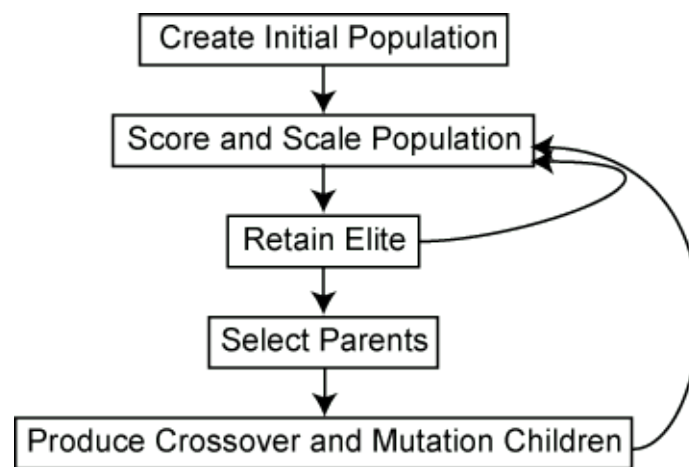 Create Initial Population
Score and Scale Population
Retain Elite
Select Parents
Produce Crossover and Mutation Children